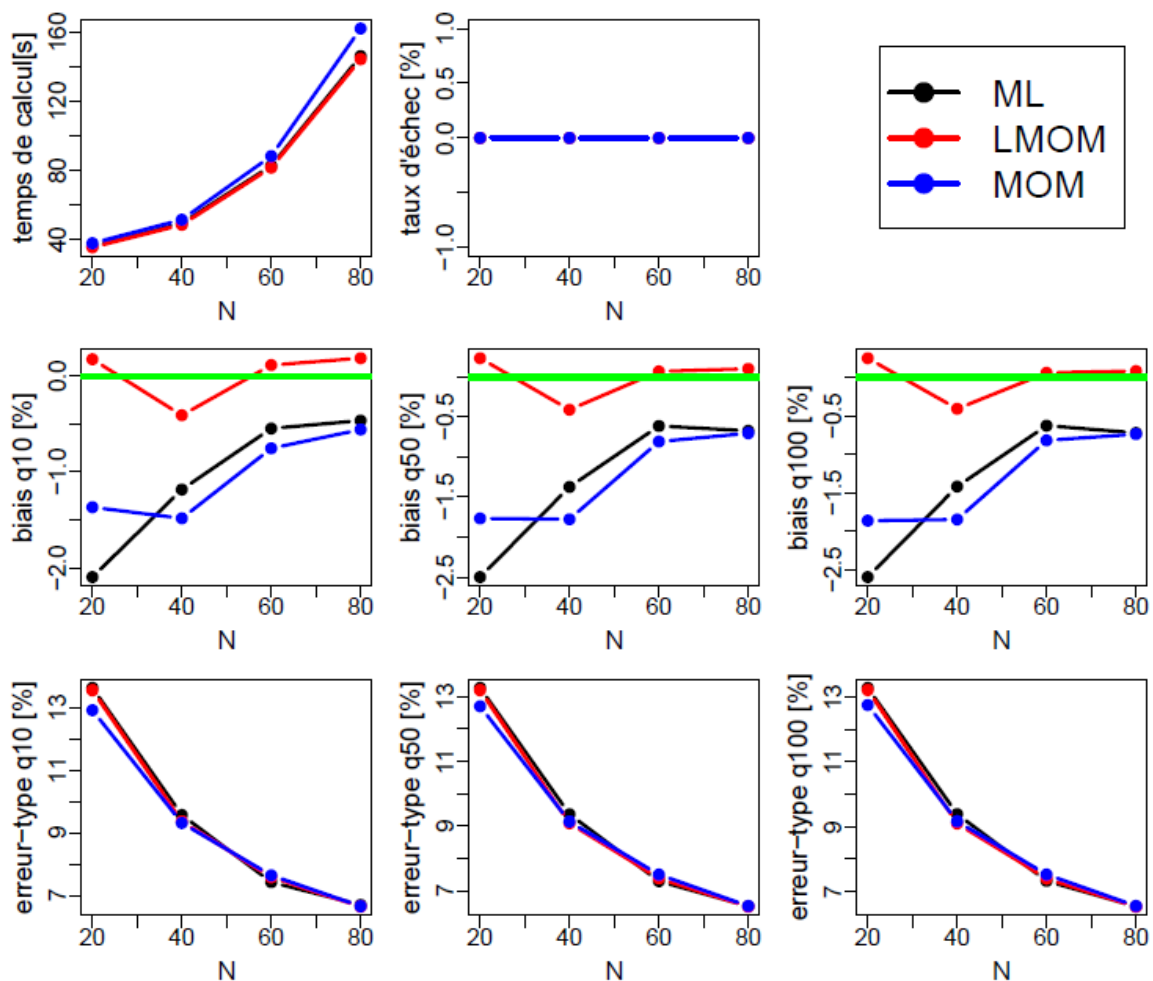 temps de calcul[s]
160
120
80
40
20 40 60 80
N
taux d'échec [%]
1.0
0.5
0.0
−1.0
20 40 60 80
N
ML
LMOM
MOM
biais q10 [%]
0.0
−1.0
−2.0
20 40 60 80
N
biais q50 [%]
−0.5
−1.5
−2.5
20 40 60 80
N
biais q100 [%]
−0.5
−1.5
−2.5
20 40 60 80
N
erreur−type q10 [%]
13
11
9
7
20 40 60 80
N
erreur−type q50 [%]
13
11
9
7
20 40 60 80
N
erreur−type q100 [%]
13
11
9
7
20 40 60 80
N